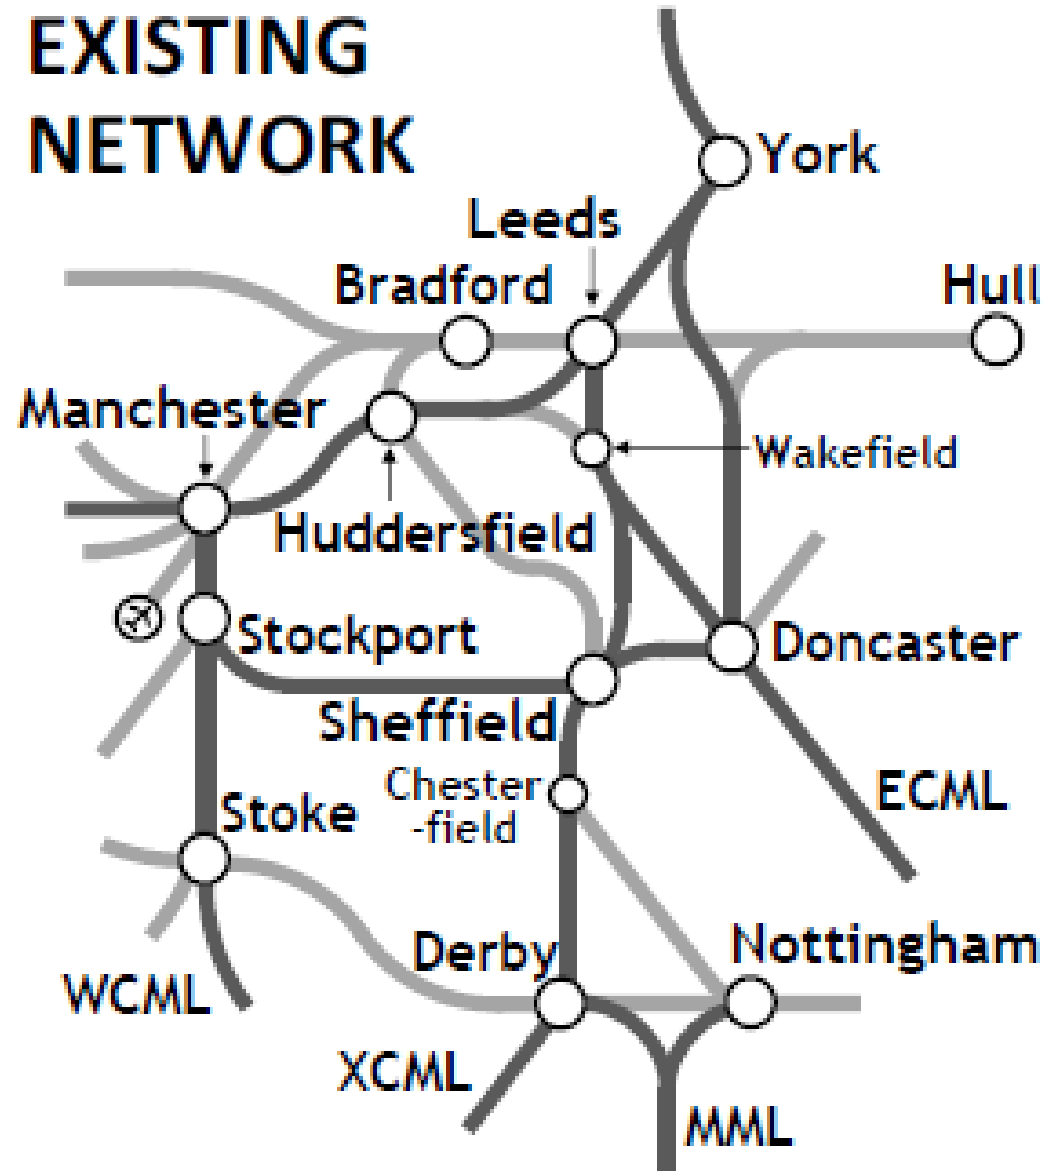 EXISTING
NETWORK
York
Leeds
Bradford
Hull
Manchester
Wakefield
Huddersfield
Stockport
Doncaster
Sheffield
Chester
-field
ECML
Stoke
Derby
Nottingham
WCML
XCML
MML